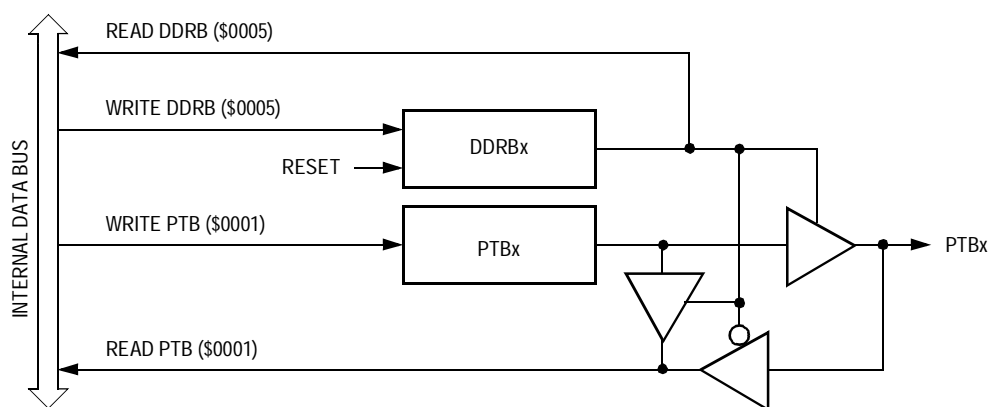 READ DDRB ($0005)
WRITE DDRB ($0005)
DDRBx
RESET
WRITE PTB ($0001)
PTBx
PTBx
READ PTB ($0001)
INTERNAL DATA BUS